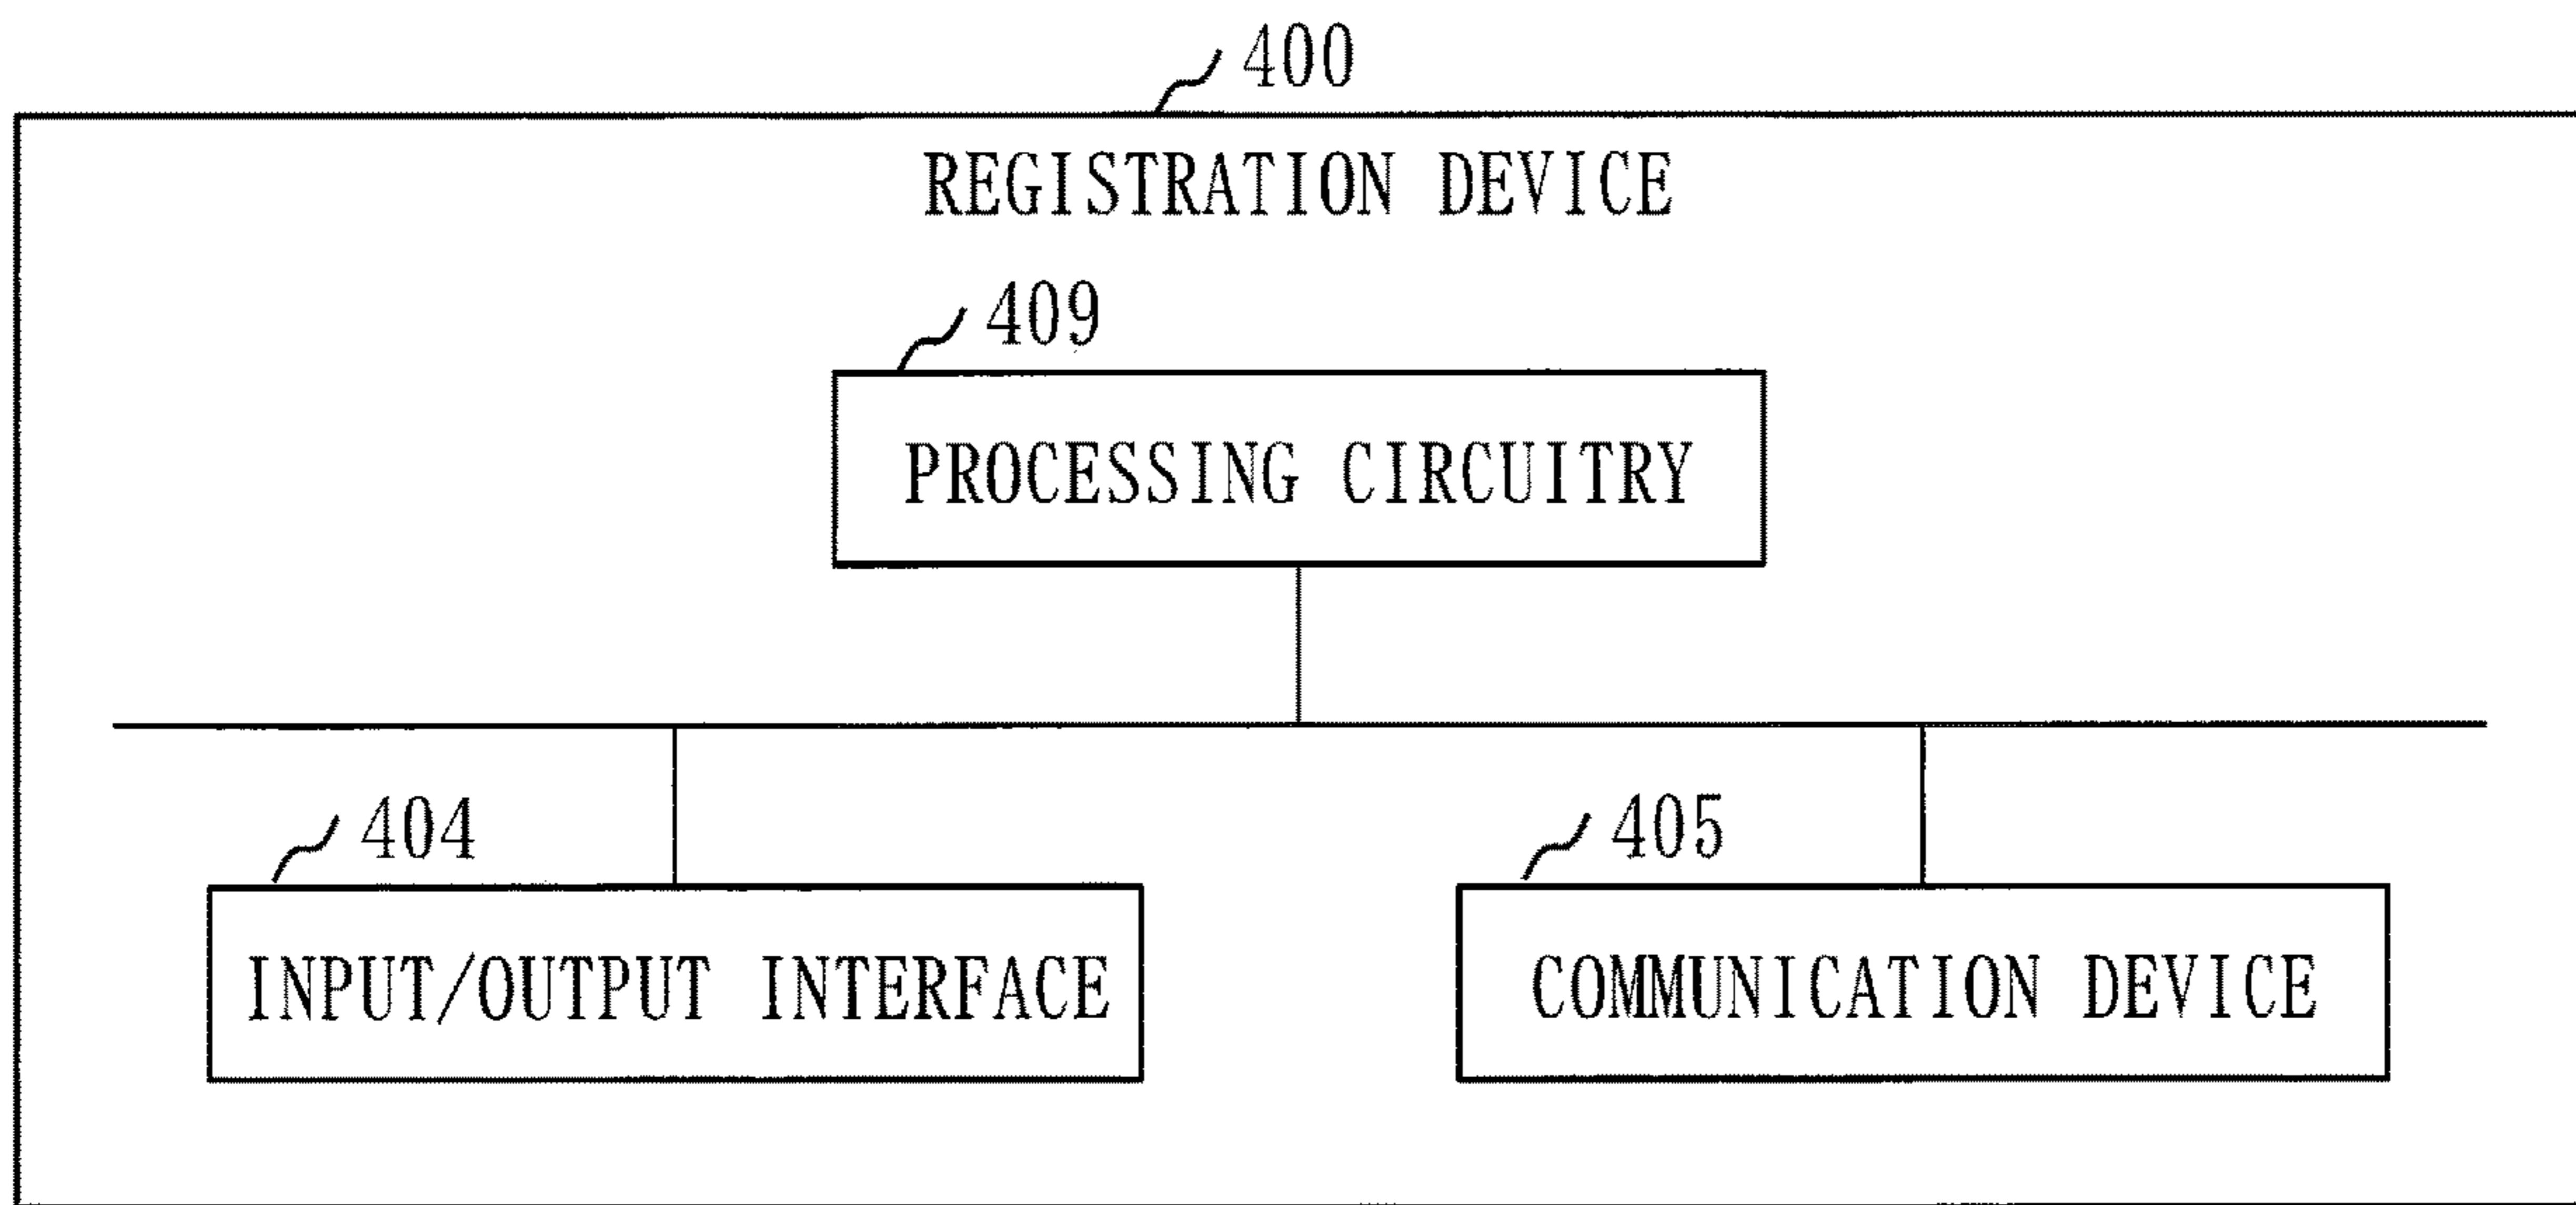 400
REGISTRATION DEVICE
409
PROCESSING CIRCUITRY
404
405
INPUT/OUTPUT INTERFACE
COMMUNICATION DEVICE